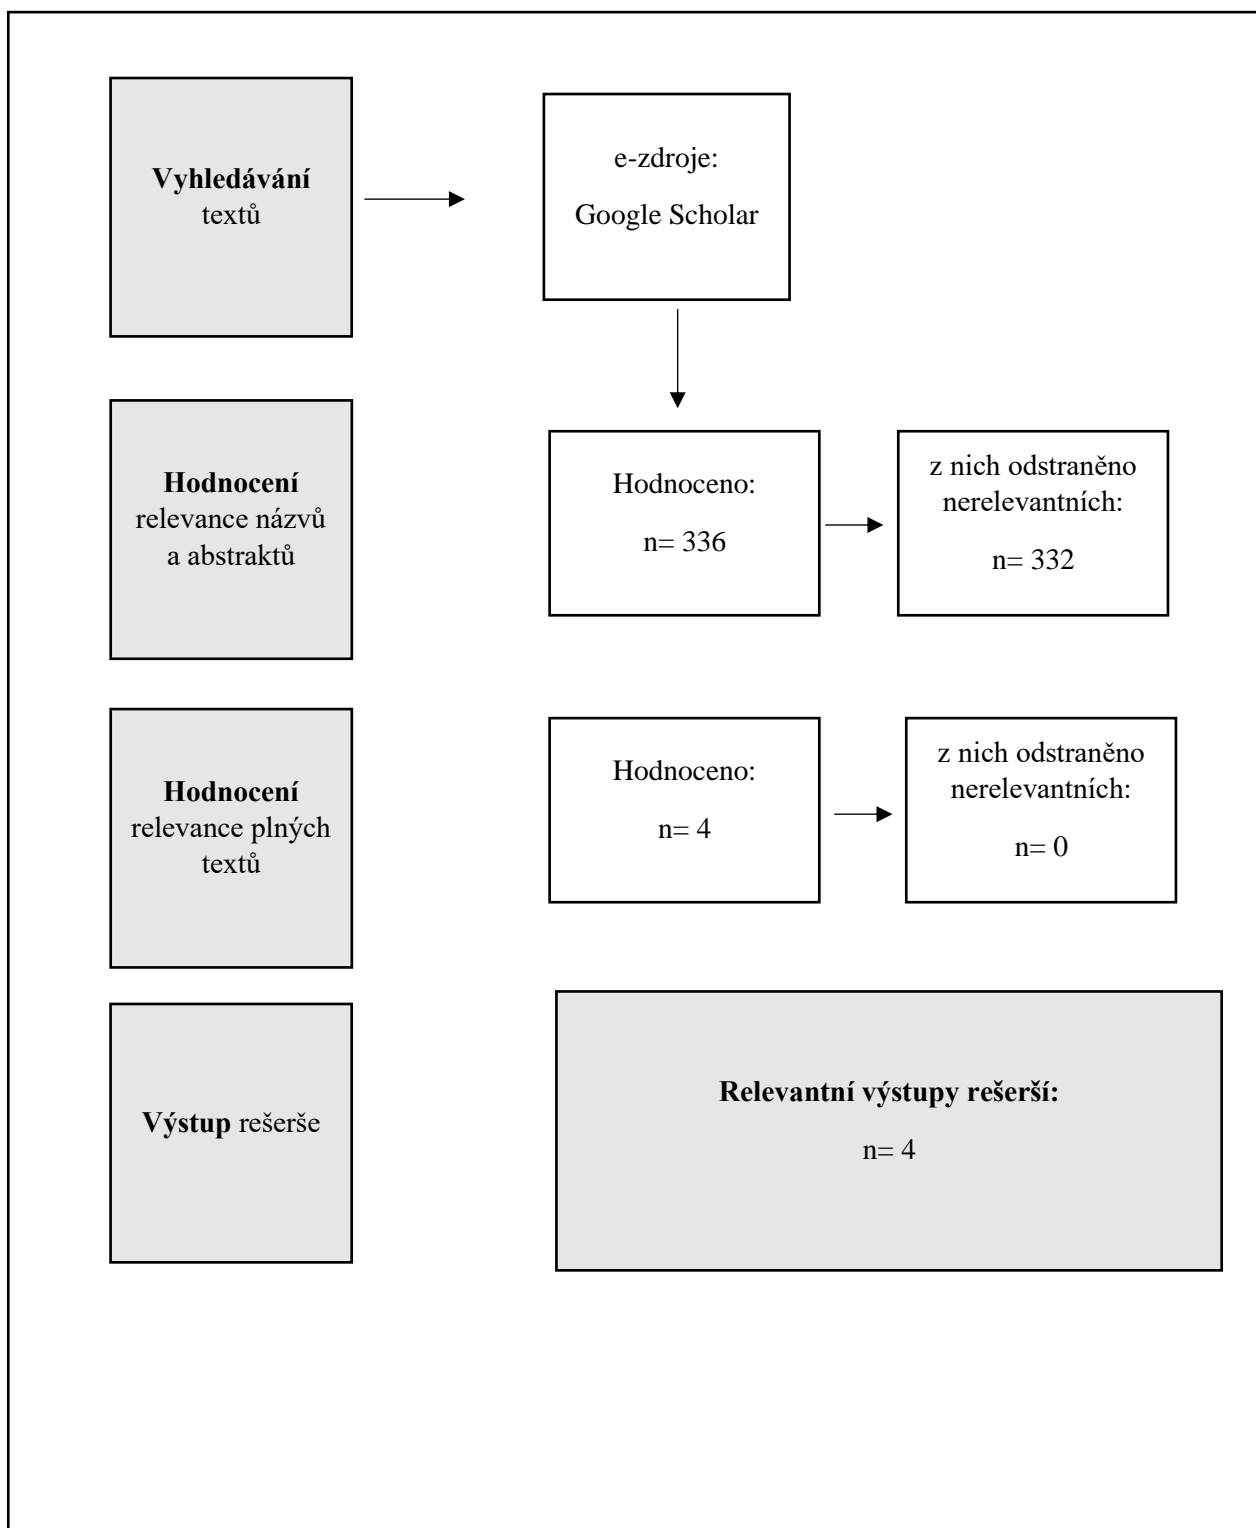 Vyhledávání
textů
e-zdroje:
Google Scholar
Hodnocení
relevance názvů
a abstraktů
Hodnoceno:
n= 336
z nich odstraněno
nerelevantních:
n= 332
Hodnocení
relevance plných
textů
Hodnoceno:
n= 4
z nich odstraněno
nerelevantních:
n= 0
Výstup rešerše
Relevantní výstupy rešerší:
n= 4